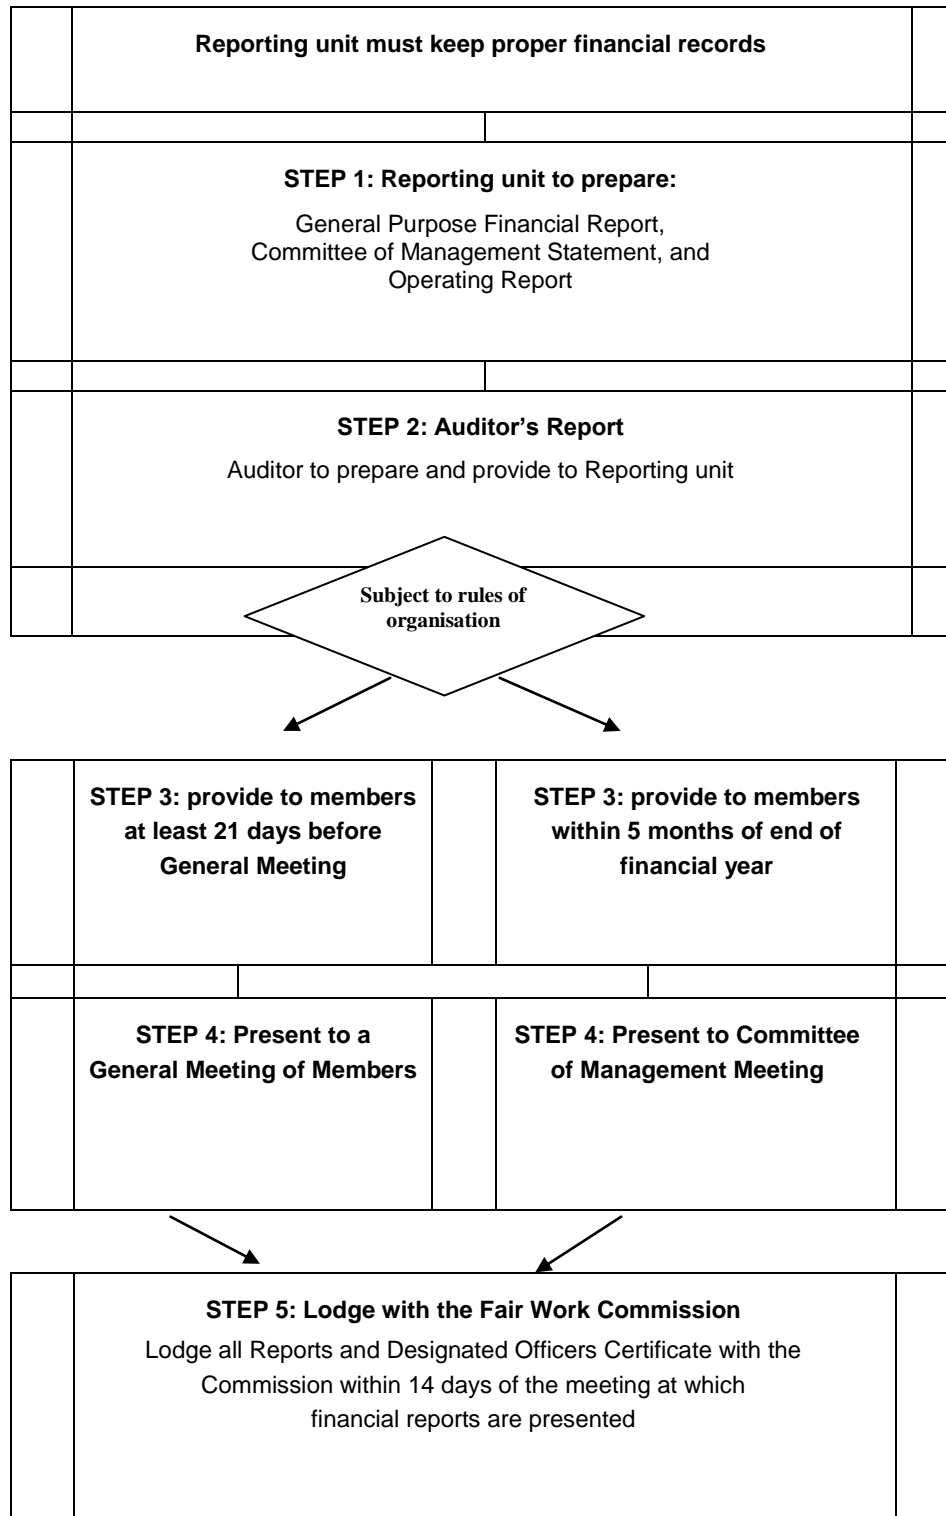 Reporting unit must keep proper financial records
STEP 1: Reporting unit to prepare:
General Purpose Financial Report,
Committee of Management Statement, and
Operating Report
STEP 2: Auditor’s Report
Auditor to prepare and provide to Reporting unit
Subject to rules of
organisation
STEP 3: provide to members
at least 21 days before
General Meeting
STEP 3: provide to members
within 5 months of end of
financial year
STEP 4: Present to a
General Meeting of Members
STEP 4: Present to Committee
of Management Meeting
STEP 5: Lodge with the Fair Work Commission
Lodge all Reports and Designated Officers Certificate with the
Commission within 14 days of the meeting at which
financial reports are presented